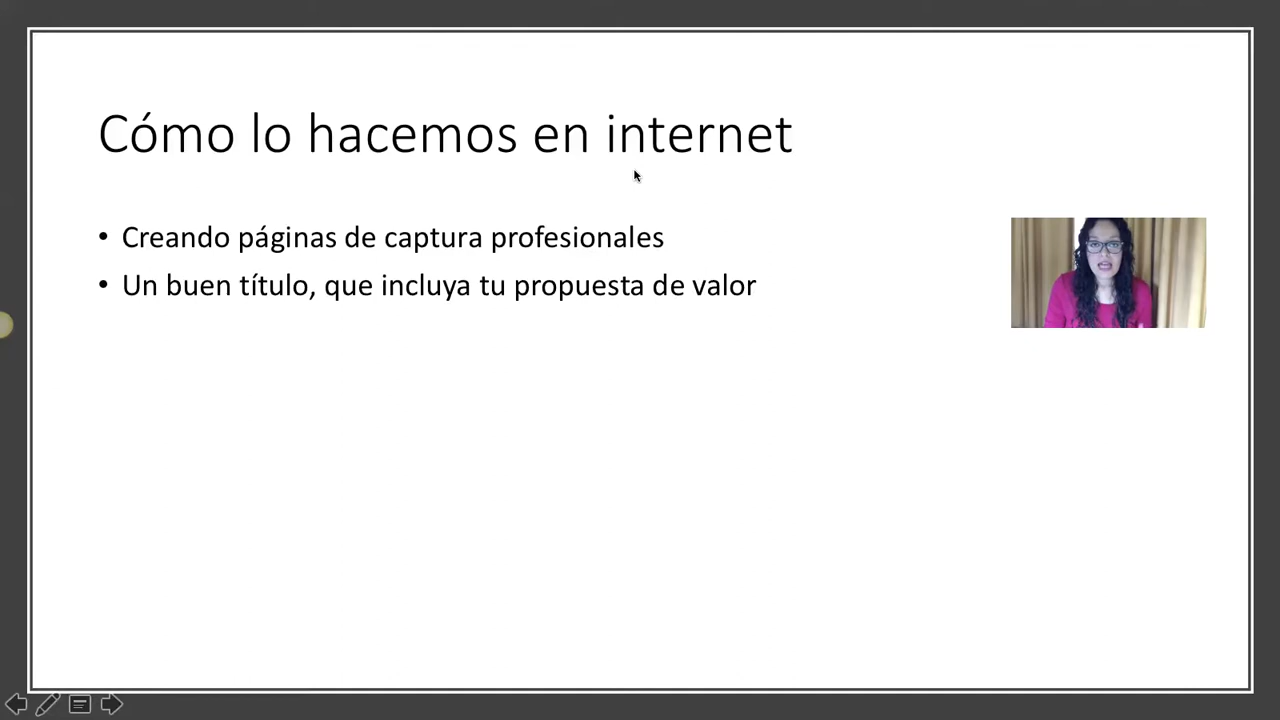 Cómo lo hacemos en internet
• Creando páginas de captura profesionales
• Un buen título, que incluya tu propuesta de valor